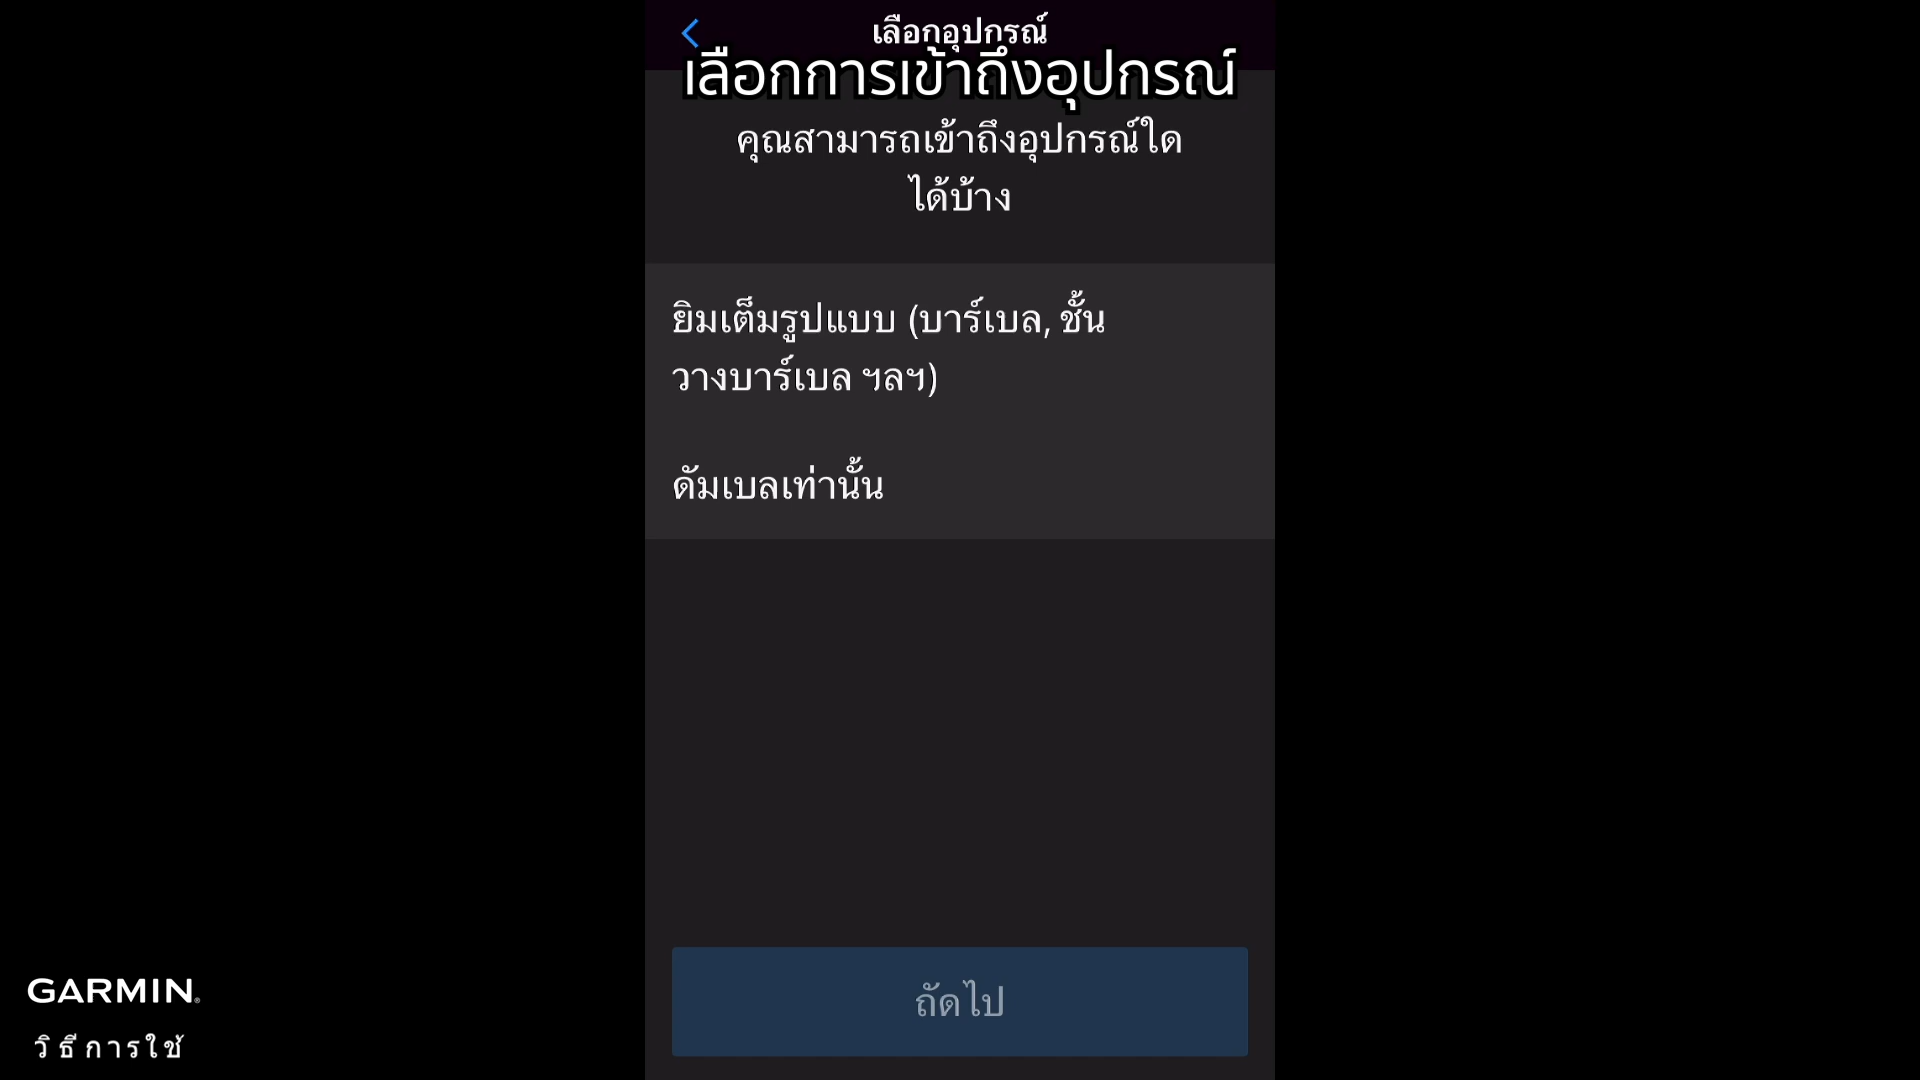 เลือกอุปกรณ์
เลือกการเข้าถึงอุปกรณ์
คุณสามารถเข้าถึงอุปกรณ์ใด
ได้บ้าง
ยิมเต็มรูปแบบ (บาร์เบล, ชั้น
วางบาร์เบล ฯลฯ)
ดัมเบลเท่านั้น
ถัดไป
GARMIN®
วิธีการใช้